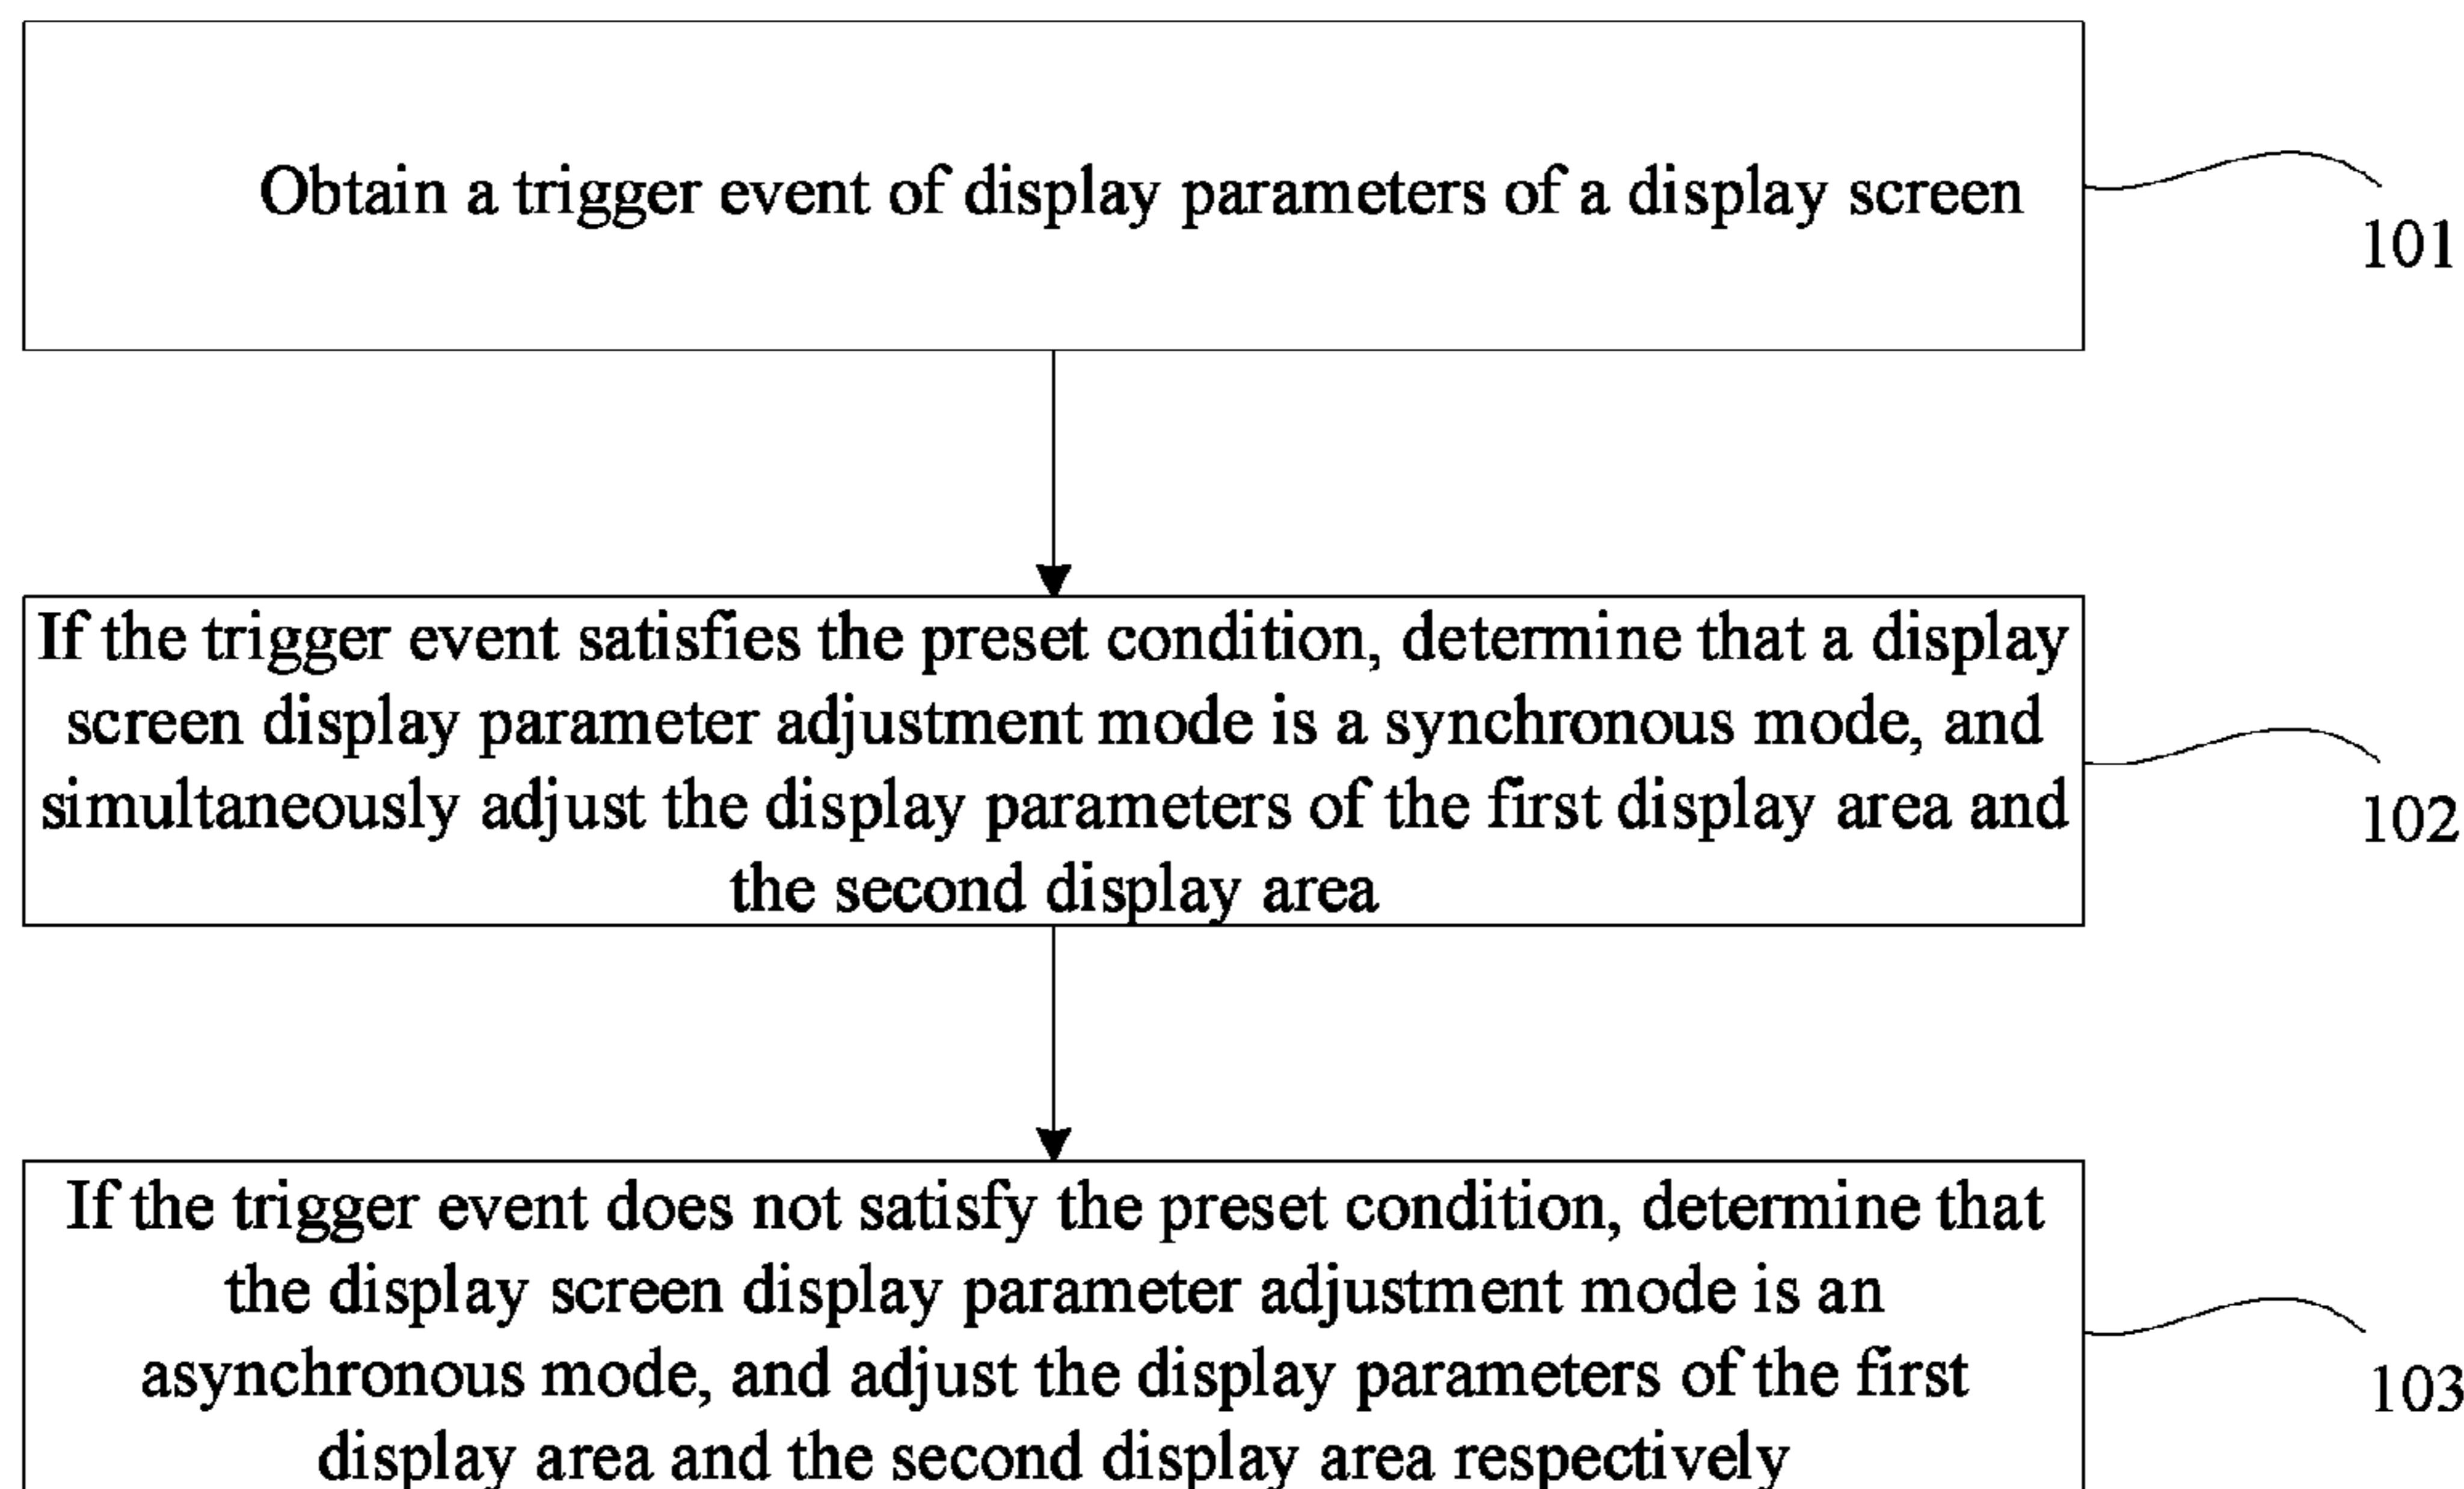 Obtain a trigger event of display parameters of a display screen
101
If the trigger event satisfies the preset condition, determine that a display
screen display parameter adjustment mode is a synchronous mode, and
simultaneously adjust the display parameters of the first display area and
the second display area
102
If the trigger event does not satisfy the preset condition, determine that
the display screen display parameter adjustment mode is an
asynchronous mode, and adjust the display parameters of the first
display area and the second display area respectively
103